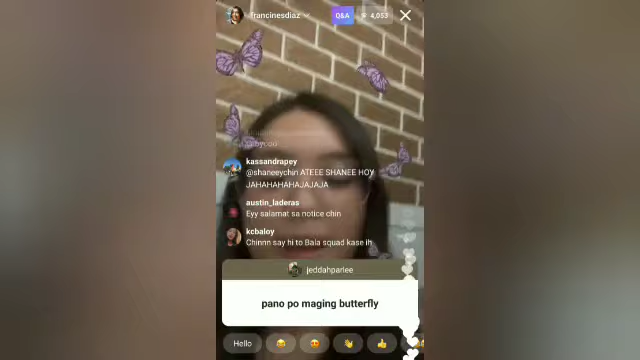 francinesdiaz
Q&A
4,053
kassandrapey
@shaneeychin ATEEE SHANEE HOY
JAHAHAHAHAJAJAJA
austin_laderas
Eyy salamat sa notice chin
kcbaloy
Chinnn say hi to Bala squad kase ih
jeddahparlee
pano po maging butterfly
Hello